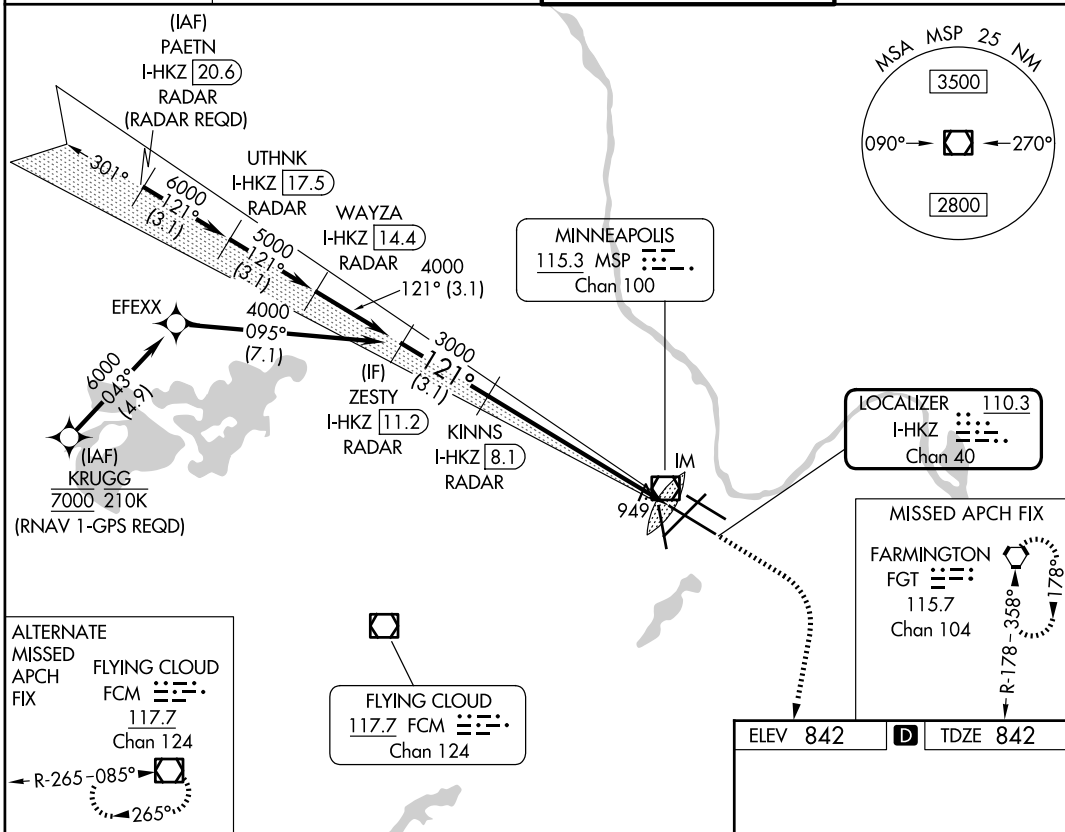 (IAF)
PAETN
I-HKZ 20.6
RADAR
(RADAR REQD)
301°
6000
121°
(3.1)
UTHNK
I-HKZ 17.5
RADAR
5000
121°
(3.1)
WAYZA
I-HKZ 14.4
RADAR
4000
121° (3.1)
EFEXX
4000
095°
(7.1)
6000
043°
(4.9)
(IAF)
KRUGG
7000 210K
(RNAV 1-GPS REQD)
(IF)
ZESTY
I-HKZ 11.2
RADAR
3000
121°
(3.1)
KINNS
I-HKZ 8.1
RADAR
MINNEAPOLIS
115.3 MSP
Chan 100
MSA MSP 25 NM
3500
090°
270°
2800
LOCALIZER 110.3
I-HKZ
Chan 40
IM
949
MISSED APCH FIX
FARMINGTON
FGT
115.7
Chan 104
178°
R-178
358°
ALTERNATE
MISSED
APCH
FIX
FLYING CLOUD
FCM
117.7
Chan 124
R-265
085°
265°
FLYING CLOUD
117.7 FCM
Chan 124
ELEV 842 D TDZE 842